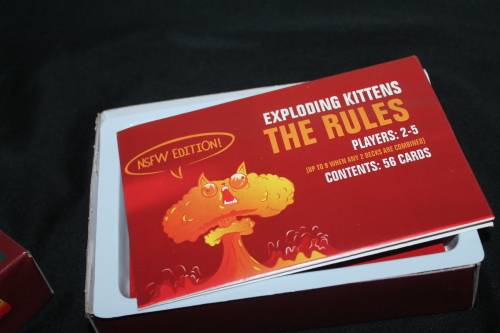 EXPLODING KITTENS
THE RULES
PLAYERS: 2-5
(UP TO 9 WHEN ANY 2 DECKS ARE COMBINED)
CONTENTS: 56 CARDS
NSFW EDITION!